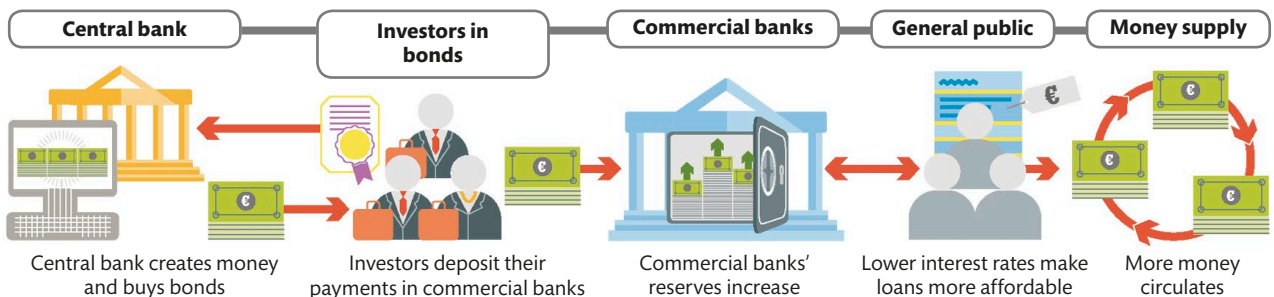 Central bank
Investors in
bonds
Commercial banks
General public
Money supply
€
€
€
€
€
€
Central bank creates money
and buys bonds
Investors deposit their
payments in commercial banks
Commercial banks'
reserves increase
Lower interest rates make
loans more affordable
More money
circulates